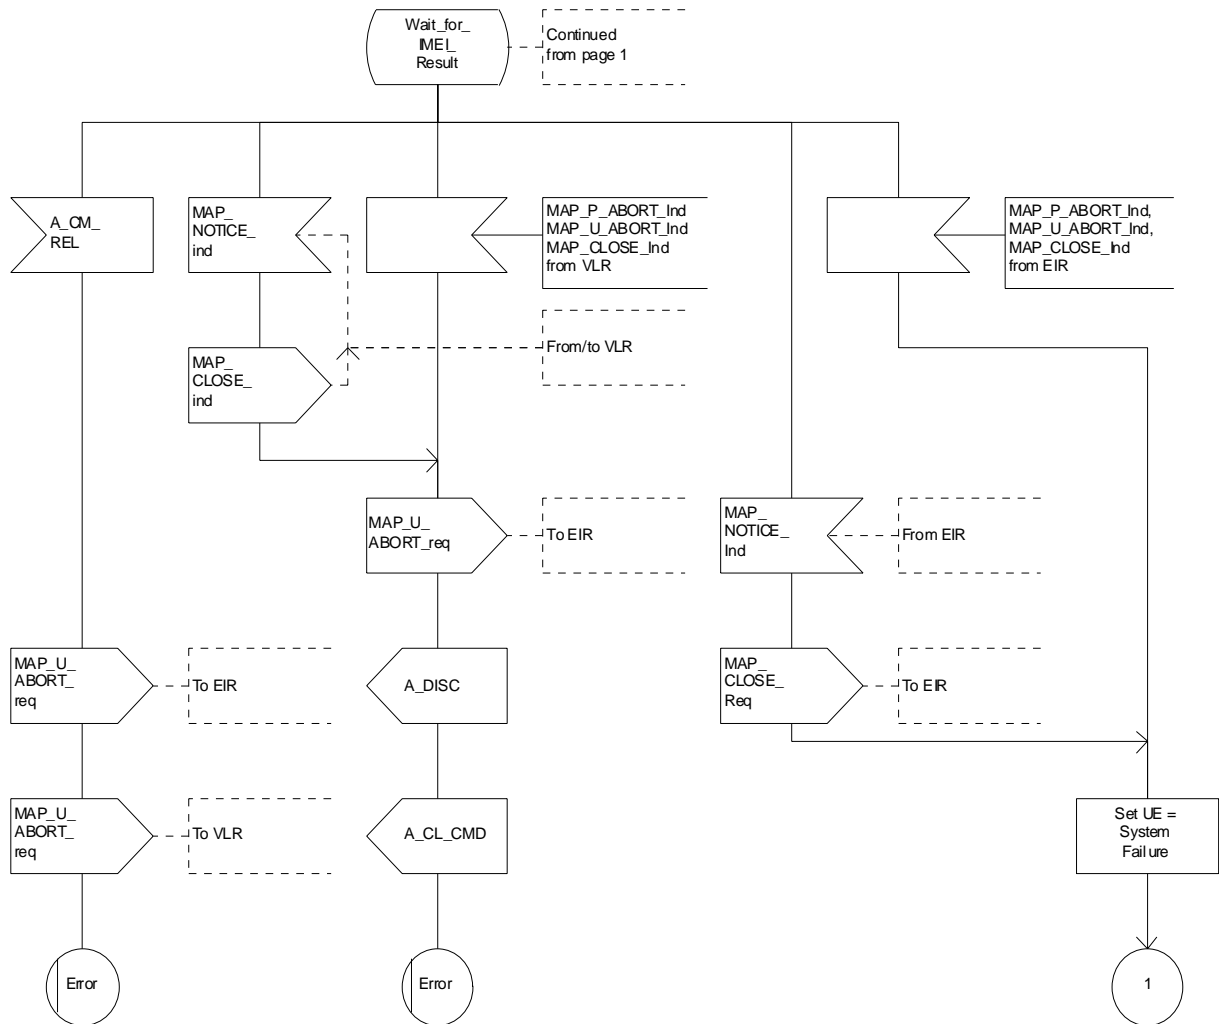 Wait_for_
IMEI_
Result
Continued
from page 1
A_CM_
REL
MAP_
NOTICE_
ind
MAP_P_ABORT_Ind
MAP_U_ABORT_Ind
MAP_CLOSE_Ind
from VLR
MAP_P_ABORT_Ind,
MAP_U_ABORT_Ind,
MAP_CLOSE_Ind
from EIR
MAP_
CLOSE_
ind
From/to VLR
MAP_U_
ABORT_req
To EIR
MAP_
NOTICE_
Ind
From EIR
MAP_U_
ABORT_
req
To EIR
A_DISC
MAP_
CLOSE_
Req
To EIR
MAP_U_
ABORT_
req
To VLR
A_CL_CMD
Set UE =
System
Failure
Error
Error
1